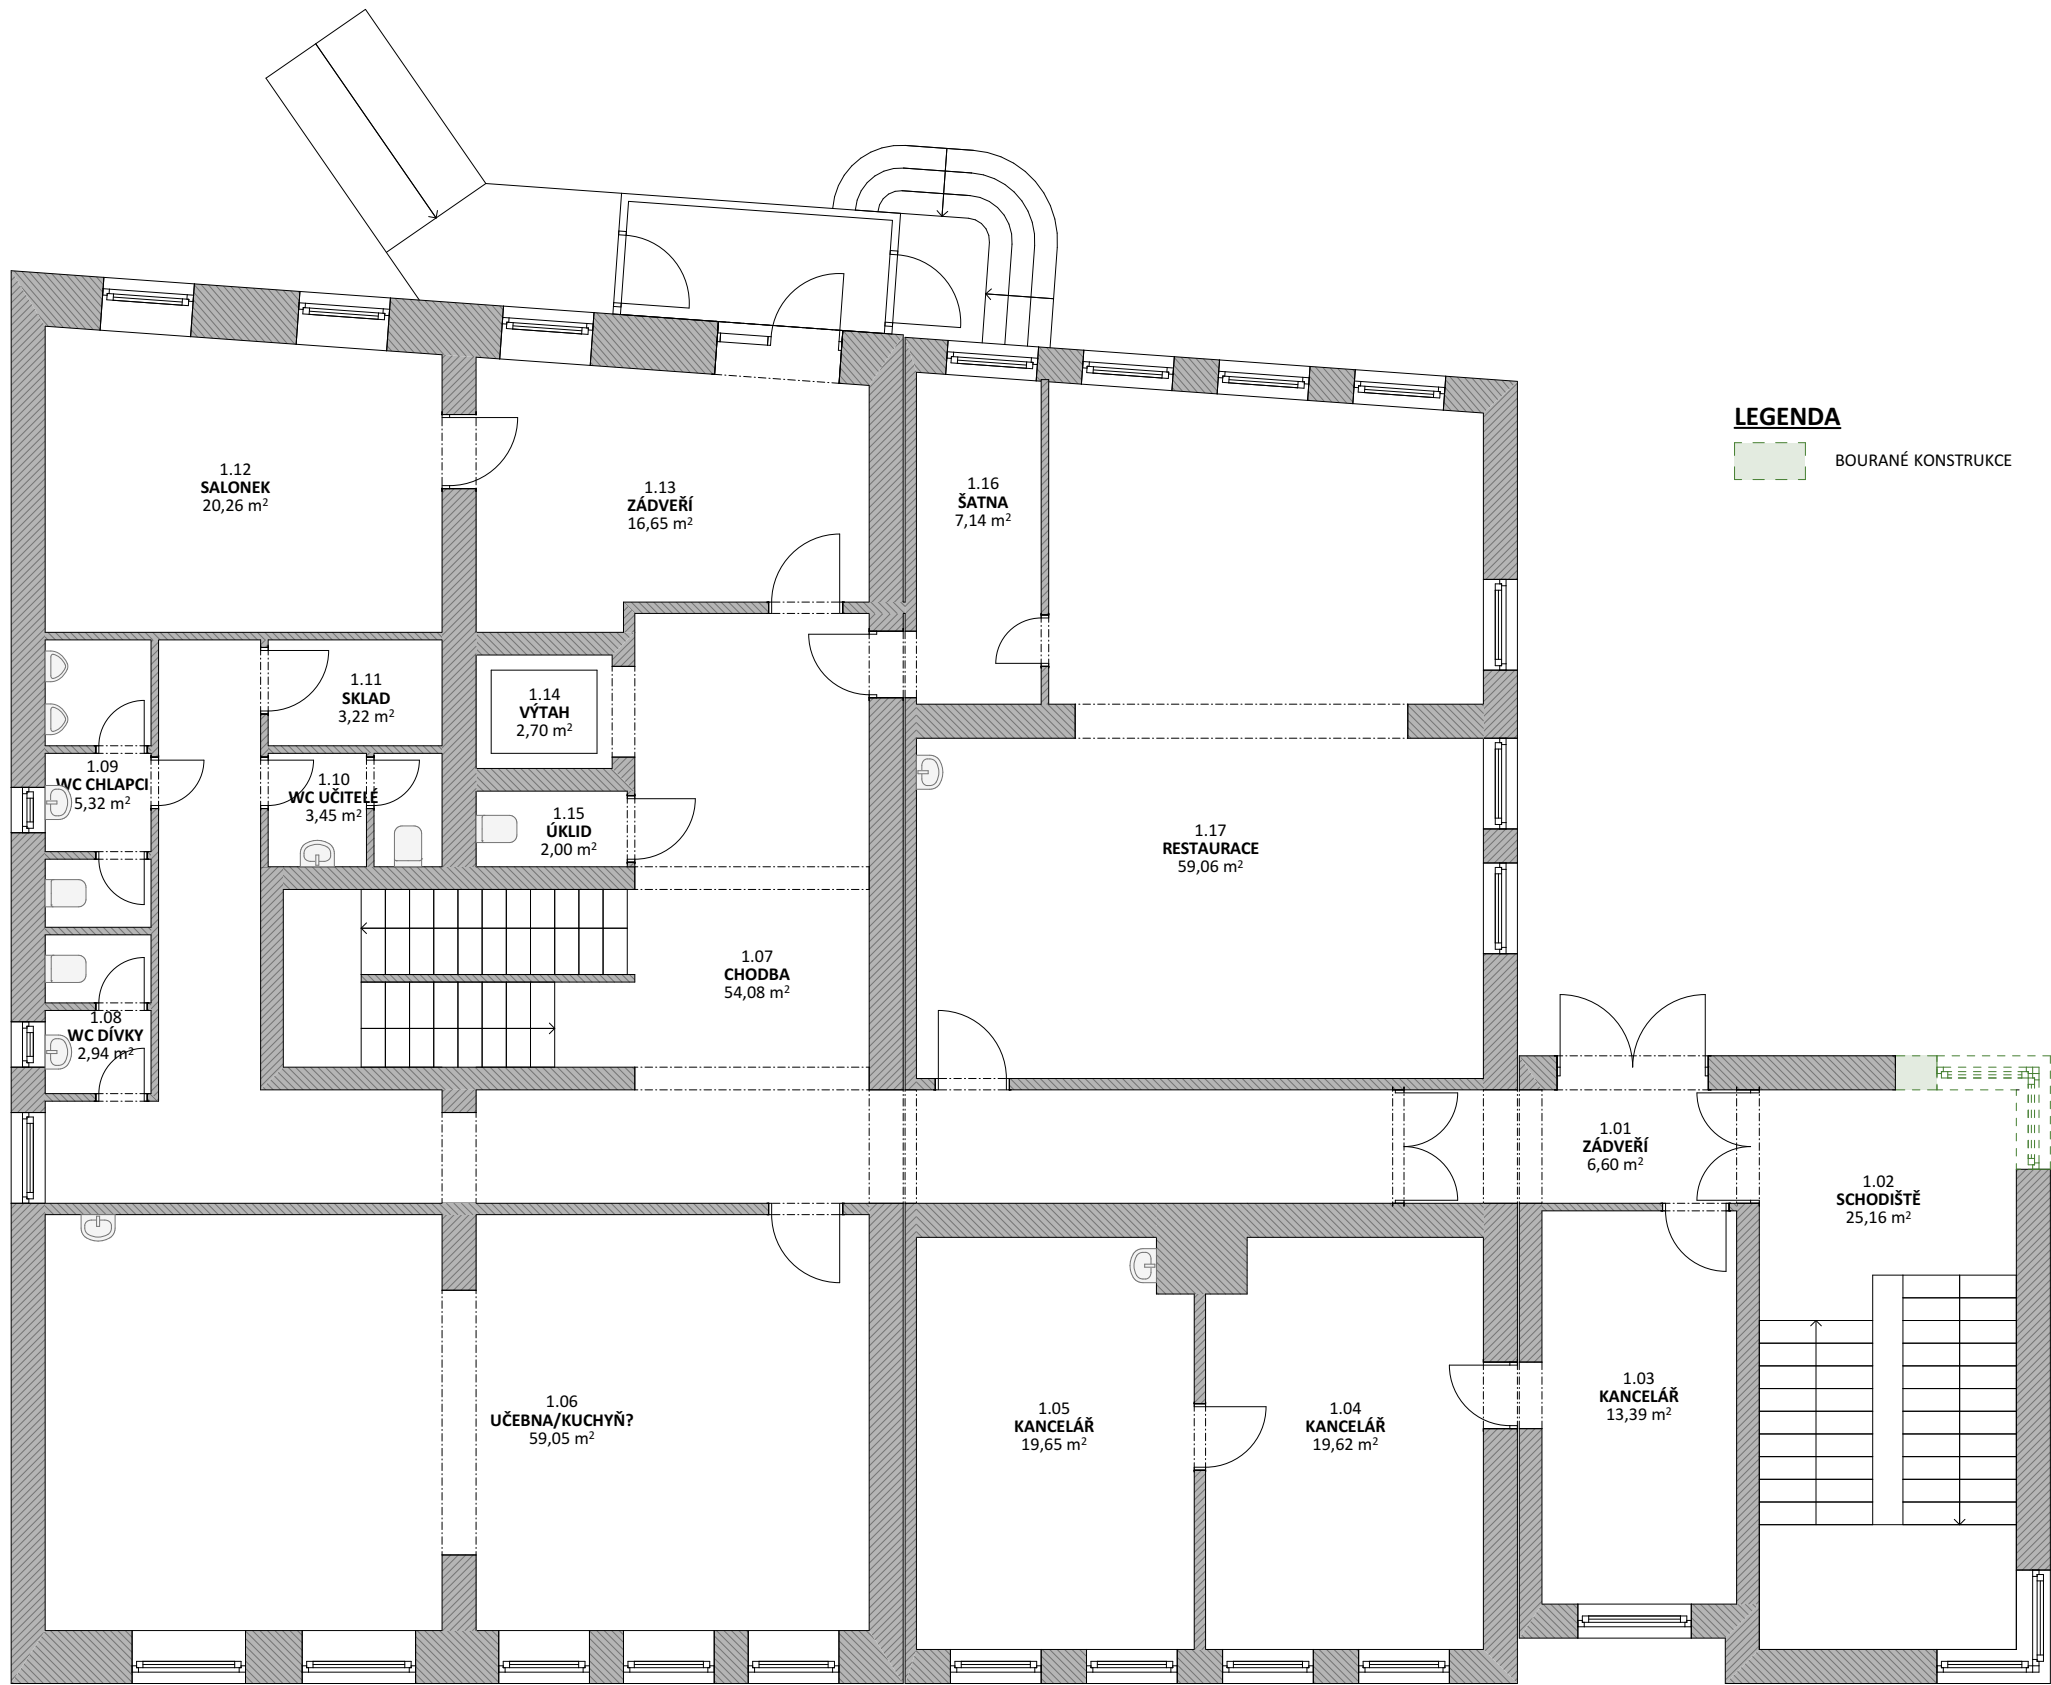 LEGENDA
BOURANÉ KONSTRUKCE
1.12
SALONEK
20,26 m²
1.13
ZÁDVEŘÍ
16,65 m²
1.16
ŠATNA
7,14 m²
1.11
SKLAD
3,22 m²
1.14
VÝTAH
2,70 m²
1.09
WC CHLAPCI
5,32 m²
1.10
WC UČITELÉ
3,45 m²
1.15
ÚKLID
2,00 m²
1.17
RESTAURACE
59,06 m²
1.07
CHODBA
54,08 m²
1.08
WC DÍVKY
2,94 m²
1.01
ZÁDVEŘÍ
6,60 m²
1.02
SCHODIŠTĚ
25,16 m²
1.06
UČEBNA/KUCHYŇ?
59,05 m²
1.05
KANCELÁŘ
19,65 m²
1.04
KANCELÁŘ
19,62 m²
1.03
KANCELÁŘ
13,39 m²